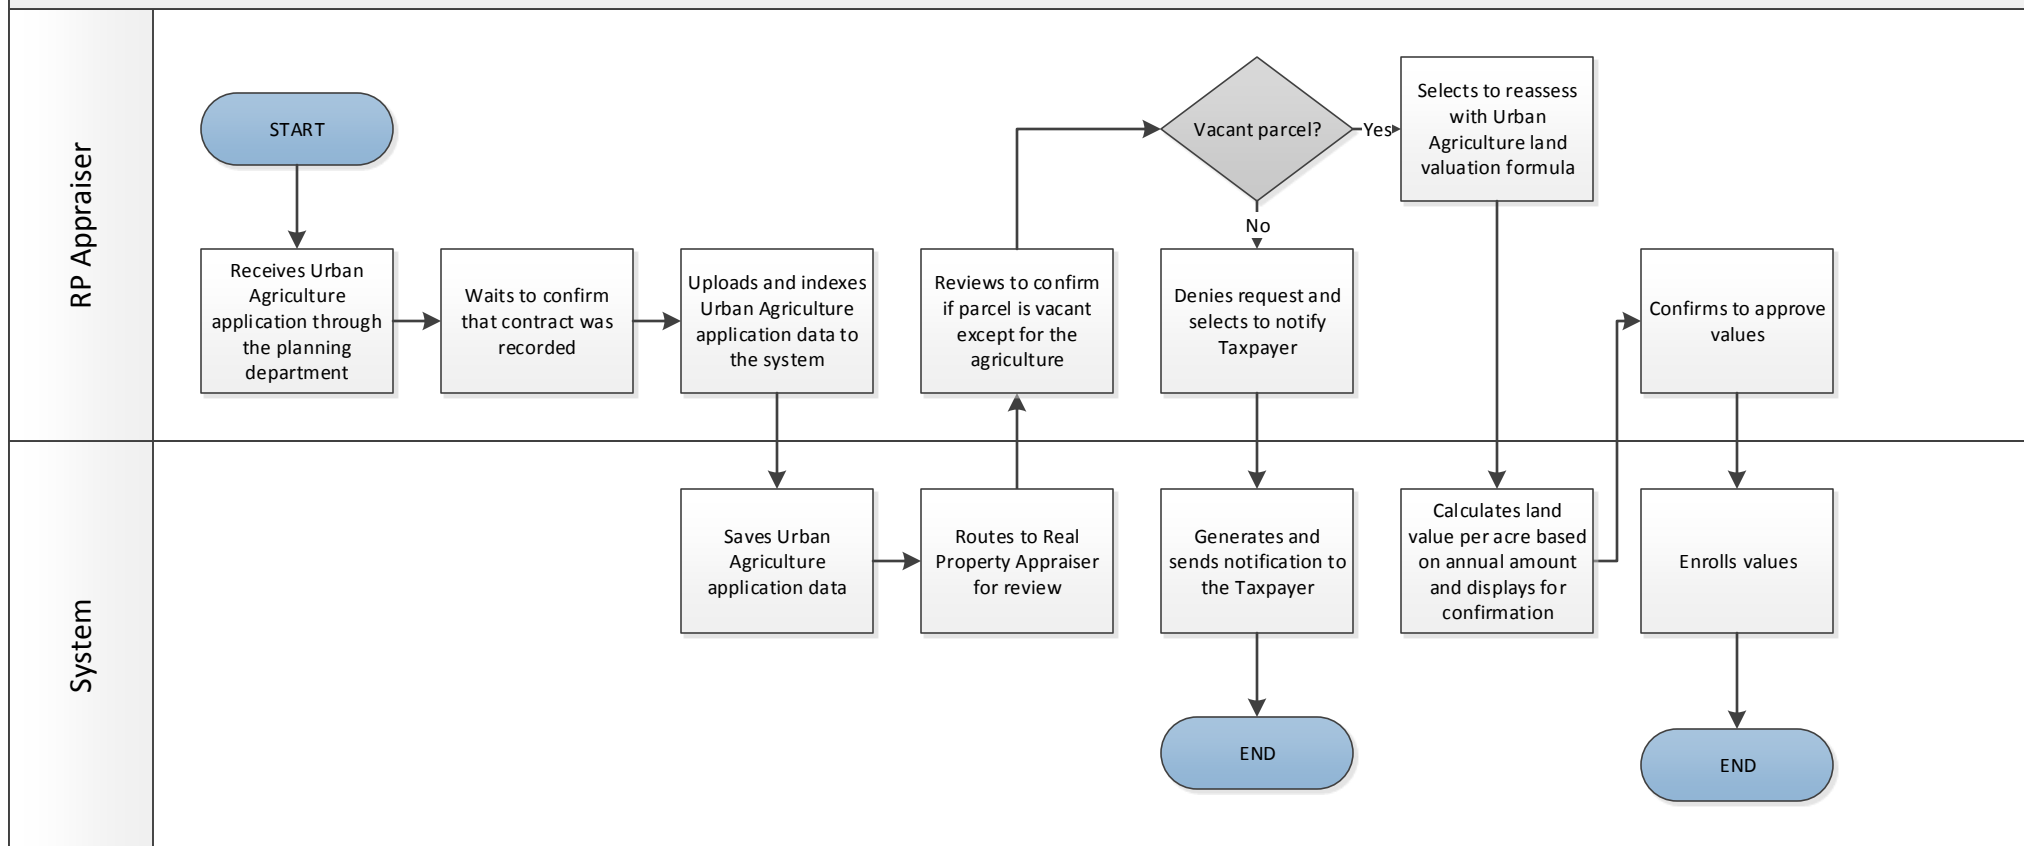 RP Appraiser
START
Receives Urban
Agriculture
application through
the planning
department
Waits to confirm
that contract was
recorded
Uploads and indexes
Urban Agriculture
application data to
the system
Reviews to confirm
if parcel is vacant
except for the
agriculture
Vacant parcel?
Yes
No
Selects to reassess
with Urban
Agriculture land
valuation formula
Denies request and
selects to notify
Taxpayer
Confirms to approve
values
System
Saves Urban
Agriculture
application data
Routes to Real
Property Appraiser
for review
Generates and
sends notification to
the Taxpayer
Calculates land
value per acre based
on annual amount
and displays for
confirmation
Enrolls values
END
END